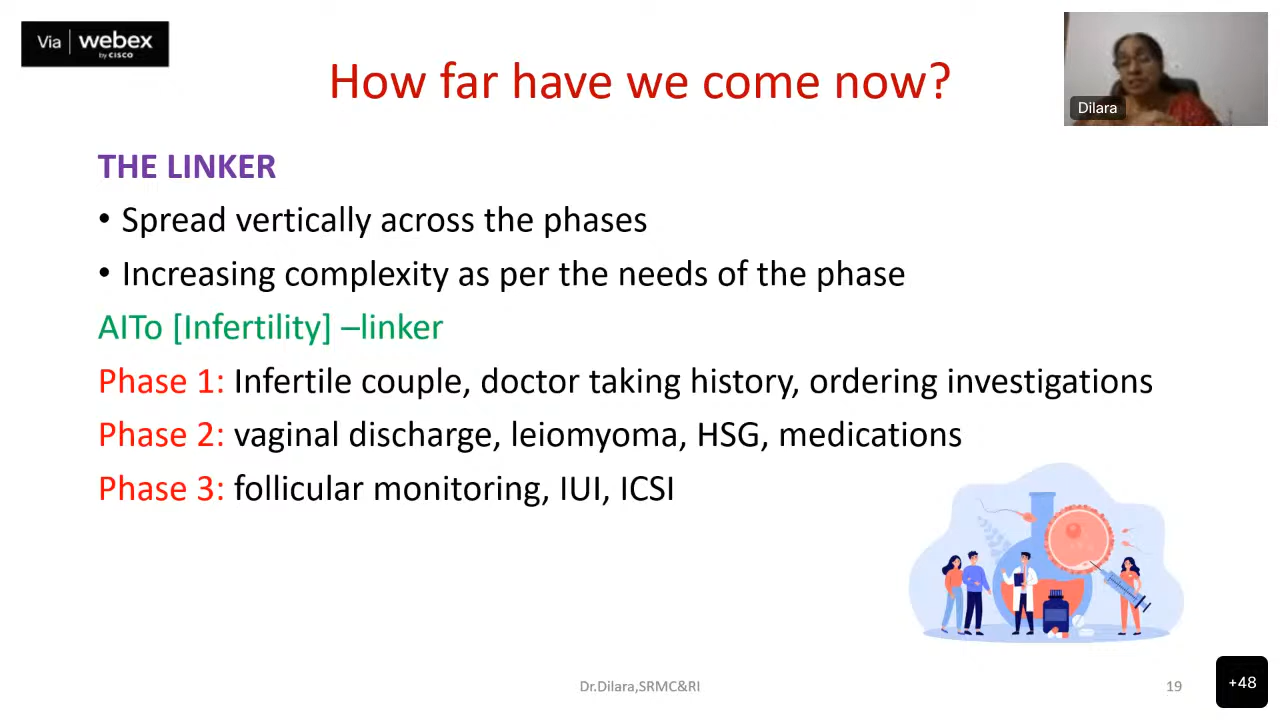 Via webex
by CISCO
How far have we come now?
Dilara
THE LINKER
• Spread vertically across the phases
• Increasing complexity as per the needs of the phase
AITo [Infertility] –linker
Phase 1: Infertile couple, doctor taking history, ordering investigations
Phase 2: vaginal discharge, leiomyoma, HSG, medications
Phase 3: follicular monitoring, IUI, ICSI
Dr.Dilara,SRMC&RI
19
+48